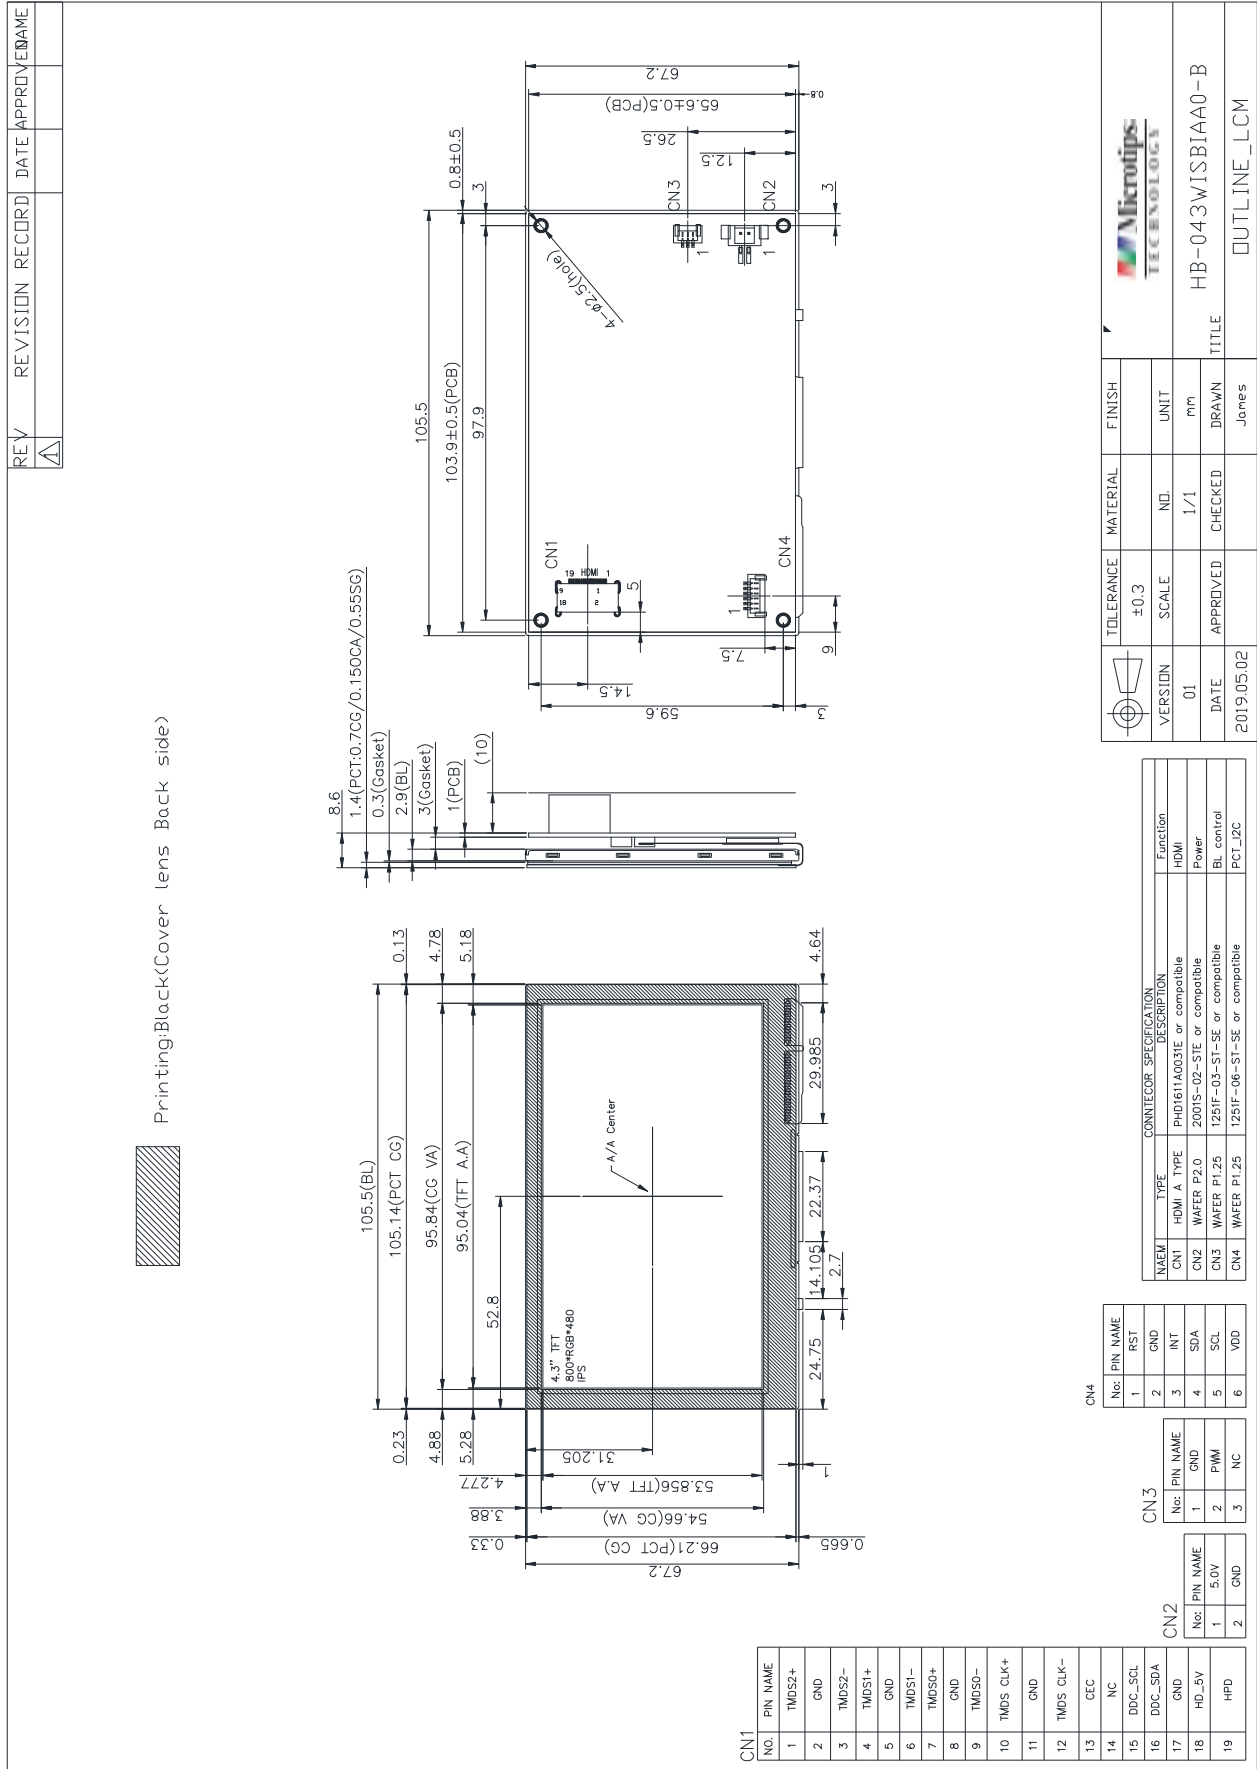 REV REVISION RECORD DATE APPROVED NAME
1
Printing:Black(Cover lens Back side)
105.5(BL)
0.23 105.14(PCT CG) 0.13
4.88 95.84(CG VA) 4.78
5.28 95.04(TFT A.A) 5.18
52.8
4.3" TFT
800*RGB*480
IPS
A/A Center
67.2
0.33 66.21(PCT CG) 0.665
3.88 54.66(CG VA)
4.277 53.856(TFT A.A)
31.205
1
24.75 14.105 22.37 29.985 4.64
2.7
8.6
1.4(PCT:0.7CG/0.15OCA/0.55SG)
0.3(Gasket)
2.9(BL)
3(Gasket)
1(PCB)
(10)
105.5
103.9±0.5(PCB) 0.8±0.5
97.9 3
4-ø2.5(hole)
CN1
19 HDMI 1
9 1
18 2
5
14.5
59.6
3
7.5
9
CN4
1
CN3
1
CN2
1
3
12.5
26.5
65.6±0.5(PCB) 0.8
67.2
CN1
NO. PIN NAME
1 TMDS2+
2 GND
3 TMDS2-
4 TMDS1+
5 GND
6 TMDS1-
7 TMDS0+
8 GND
9 TMDS0-
10 TMDS CLK+
11 GND
12 TMDS CLK-
13 CEC
14 NC
15 DDC_SCL
16 DDC_SDA
17 GND
18 HD_5V
19 HPD
CN2
No: PIN NAME
1 5.0V
2 GND
CN3
No: PIN NAME
1 GND
2 PWM
3 NC
CN4
No: PIN NAME
1 RST
2 GND
3 INT
4 SDA
5 SCL
6 VDD
CONNTECOR SPECIFICATION
NAEM TYPE DESCRIPTION Function
CN1 HDMI A TYPE PHD1611A0031E or compatible HDMI
CN2 WAFER P2.0 2001S-02-STE or compatible Power
CN3 WAFER P1.25 1251F-03-ST-SE or compatible BL control
CN4 WAFER P1.25 1251F-06-ST-SE or compatible PCT_I2C
TOLERANCE MATERIAL FINISH
±0.3
VERSION SCALE NO. UNIT
01 1/1 mm
DATE APPROVED CHECKED DRAWN
2019.05.02 James
Microtips
TECHNOLOGY
TITLE HB-043WISBIAA0-B
OUTLINE_LCM